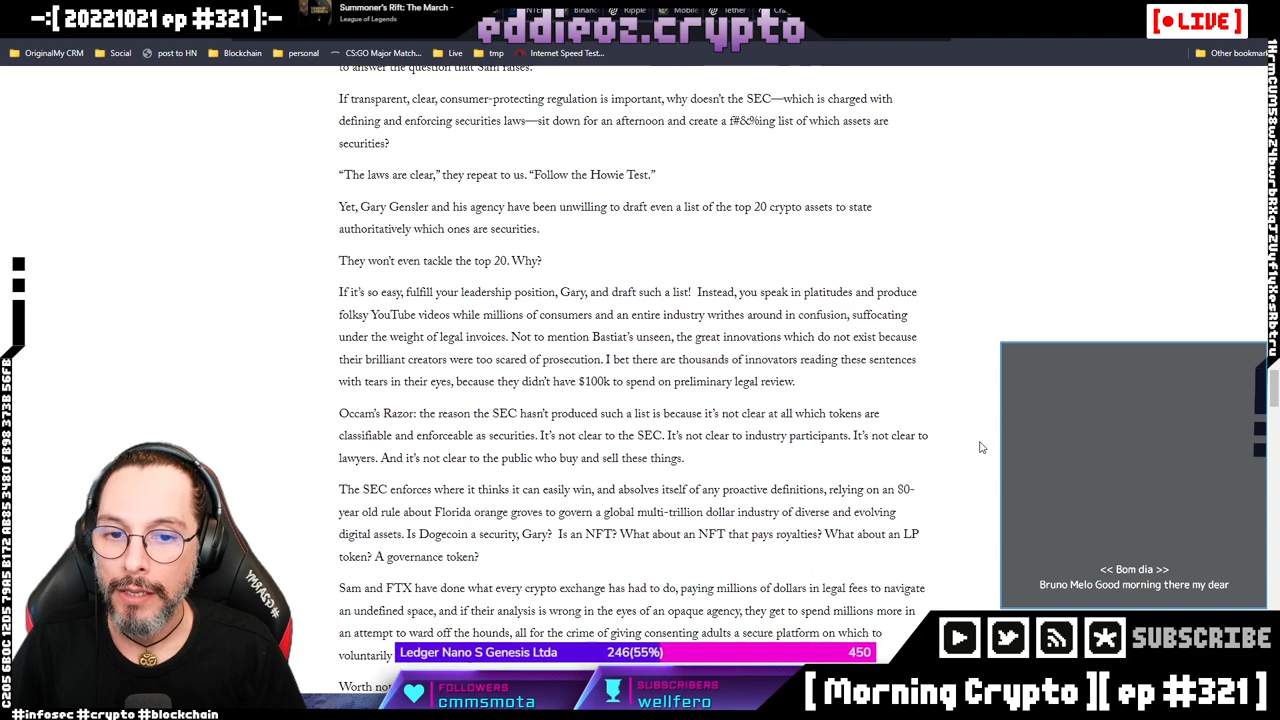 -:[ 20221021 ep #321]:-
Summoner's Rift: The March -
League of Legends
Binanc
Ripple
Mobile
Tether
eddieoz.crypto
[ LIVE ]
OriginalMy CRM
Social
post to HN
Blockchain
personal
CS:GO Major Match...
Live
tmp
Internet Speed Test...
Other bookmar
to answer the question that Sam raises.
If transparent, clear, consumer-protecting regulation is important, why doesn't the SEC—which is charged with
defining and enforcing securities laws—sit down for an afternoon and create a f#&%ing list of which assets are
securities?
“The laws are clear,” they repeat to us. “Follow the Howie Test.”
Yet, Gary Gensler and his agency have been unwilling to draft even a list of the top 20 crypto assets to state
authoritatively which ones are securities.
They won't even tackle the top 20. Why?
If it's so easy, fulfill your leadership position, Gary, and draft such a list! Instead, you speak in platitudes and produce
folksy YouTube videos while millions of consumers and an entire industry writhes around in confusion, suffocating
under the weight of legal invoices. Not to mention Bastiat's unseen, the great innovations which do not exist because
their brilliant creators were too scared of prosecution. I bet there are thousands of innovators reading these sentences
with tears in their eyes, because they didn't have $100k to spend on preliminary legal review.
Occam's Razor: the reason the SEC hasn't produced such a list is because it's not clear at all which tokens are
classifiable and enforceable as securities. It's not clear to the SEC. It's not clear to industry participants. It's not clear to
lawyers. And it's not clear to the public who buy and sell these things.
The SEC enforces where it thinks it can easily win, and absolves itself of any proactive definitions, relying on an 80-
year old rule about Florida orange groves to govern a global multi-trillion dollar industry of diverse and evolving
digital assets. Is Dogecoin a security, Gary? Is an NFT? What about an NFT that pays royalties? What about an LP
token? A governance token?
Sam and FTX have done what every crypto exchange has had to do, paying millions of dollars in legal fees to navigate
an undefined space, and if their analysis is wrong in the eyes of an opaque agency, they get to spend millions more in
an attempt to ward off the hounds, all for the crime of giving consenting adults a secure platform on which to
voluntarily
Worth no
<< Bom dia >>
Bruno Melo Good morning there my dear
Ledger Nano S Genesis Ltda 246(55%) 450
FOLLOWERS
cmmsmota
SUBSCRIBERS
wellfero
SUBSCRIBE
[ Morning Crypto ][ ep #321 ]
#infosec #crypto #blockchain